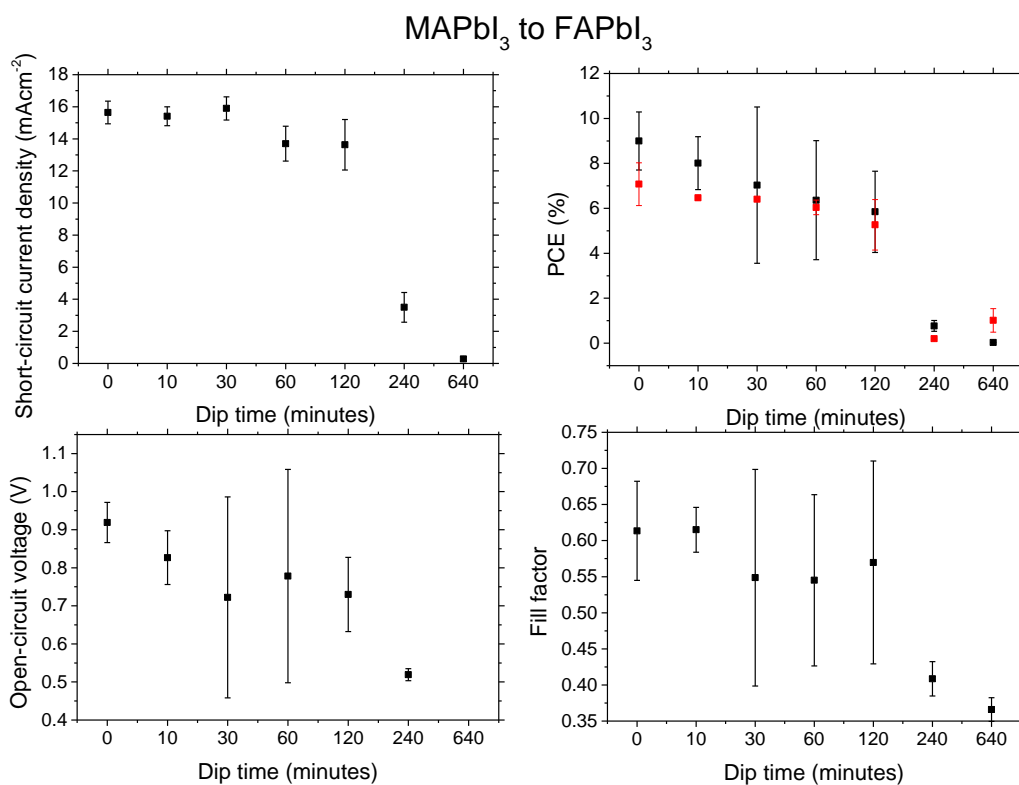 MAPbI₃ to FAPbI₃
Short-circuit current density (mAcm⁻²)
18
16
14
12
10
8
6
4
2
0
0 10 30 60 120 240 640
Dip time (minutes)
PCE (%)
12
10
8
6
4
2
0
0 10 30 60 120 240 640
Dip time (minutes)
Open-circuit voltage (V)
1.1
1.0
0.9
0.8
0.7
0.6
0.5
0.4
0 10 30 60 120 240 640
Dip time (minutes)
Fill factor
0.75
0.70
0.65
0.60
0.55
0.50
0.45
0.40
0.35
0 10 30 60 120 240 640
Dip time (minutes)